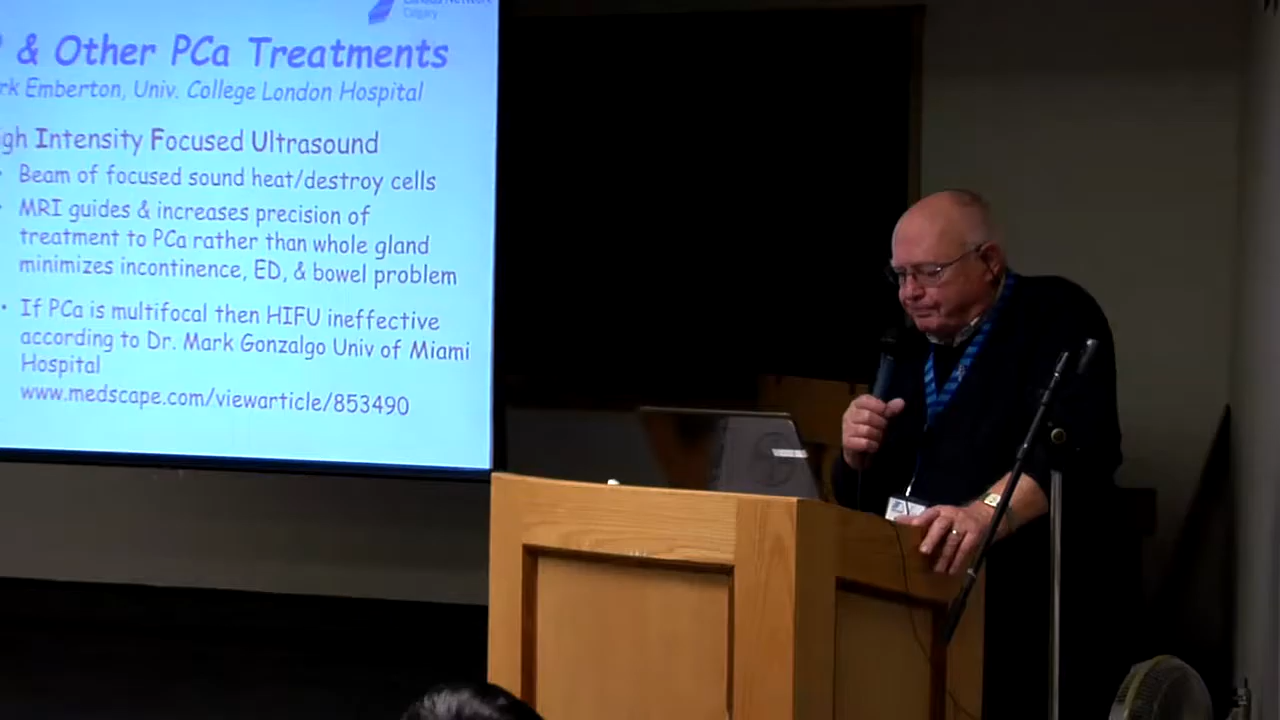 Calgary
& Other PCa Treatments
rk Emberton, Univ. College London Hospital
gh Intensity Focused Ultrasound
Beam of focused sound heat/destroy cells
MRI guides & increases precision of
treatment to PCa rather than whole gland
minimizes incontinence, ED, & bowel problem
• If PCa is multifocal then HIFU ineffective
according to Dr. Mark Gonzalgo Univ of Miami
Hospital
www.medscape.com/viewarticle/853490